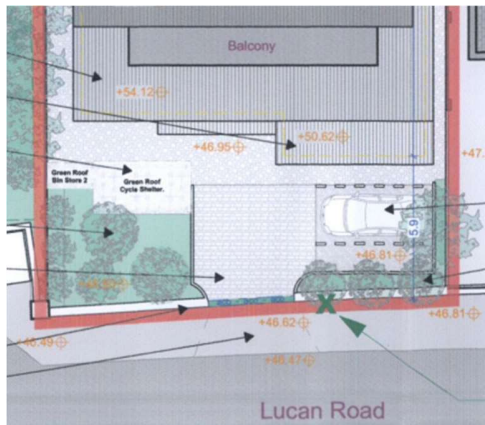 Balcony
+54.12
+50.62
+46.95
+47.
Green Roof
Bin Store 2
Green Roof
Cycle Shelter.
5.9
+46.81
+46.62
+46.81
+46.49
+46.47
X
Lucan Road